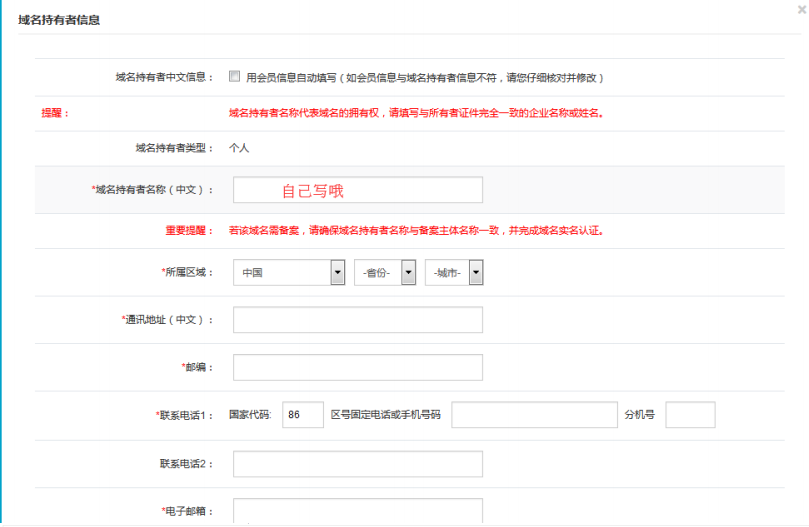 域名持有者信息
域名持有者中文信息： 用会员信息自动填写（如会员信息与域名持有者信息不符，请您仔细核对并修改）
提醒： 域名持有者名称代表域名的拥有权，请填写与所有者证件完全一致的企业名称或姓名。
域名持有者类型： 个人
*域名持有者名称（中文）： 自己写哦
重要提醒： 若该域名需备案，请确保域名持有者名称与备案主体名称一致，并完成域名实名认证。
*所属区域： 中国 -省份- -城市-
*通讯地址（中文）：
*邮编：
*联系电话1： 国家代码: 86 区号固定电话或手机号码 分机号
联系电话2：
*电子邮箱：